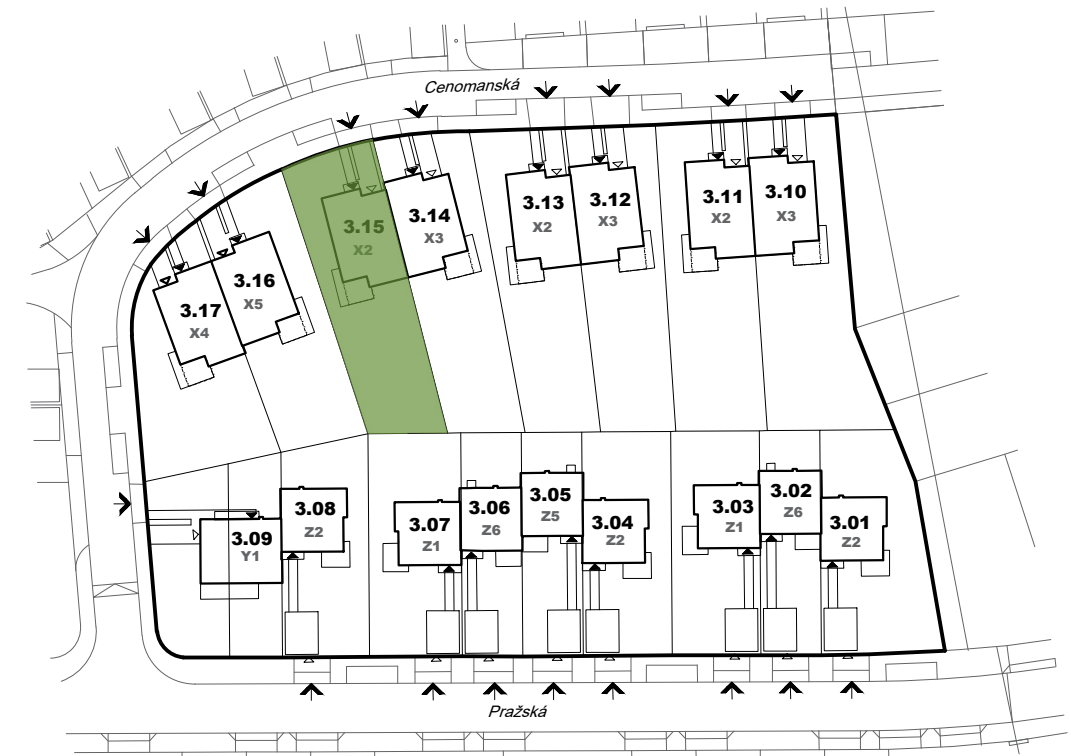 Cenomanská
3.15
X2
3.14
X3
3.13
X2
3.12
X3
3.11
X2
3.10
X3
3.17
X4
3.16
X5
3.09
Y1
3.08
Z2
3.07
Z1
3.06
Z6
3.05
Z5
3.04
Z2
3.03
Z1
3.02
Z6
3.01
Z2
Pražská